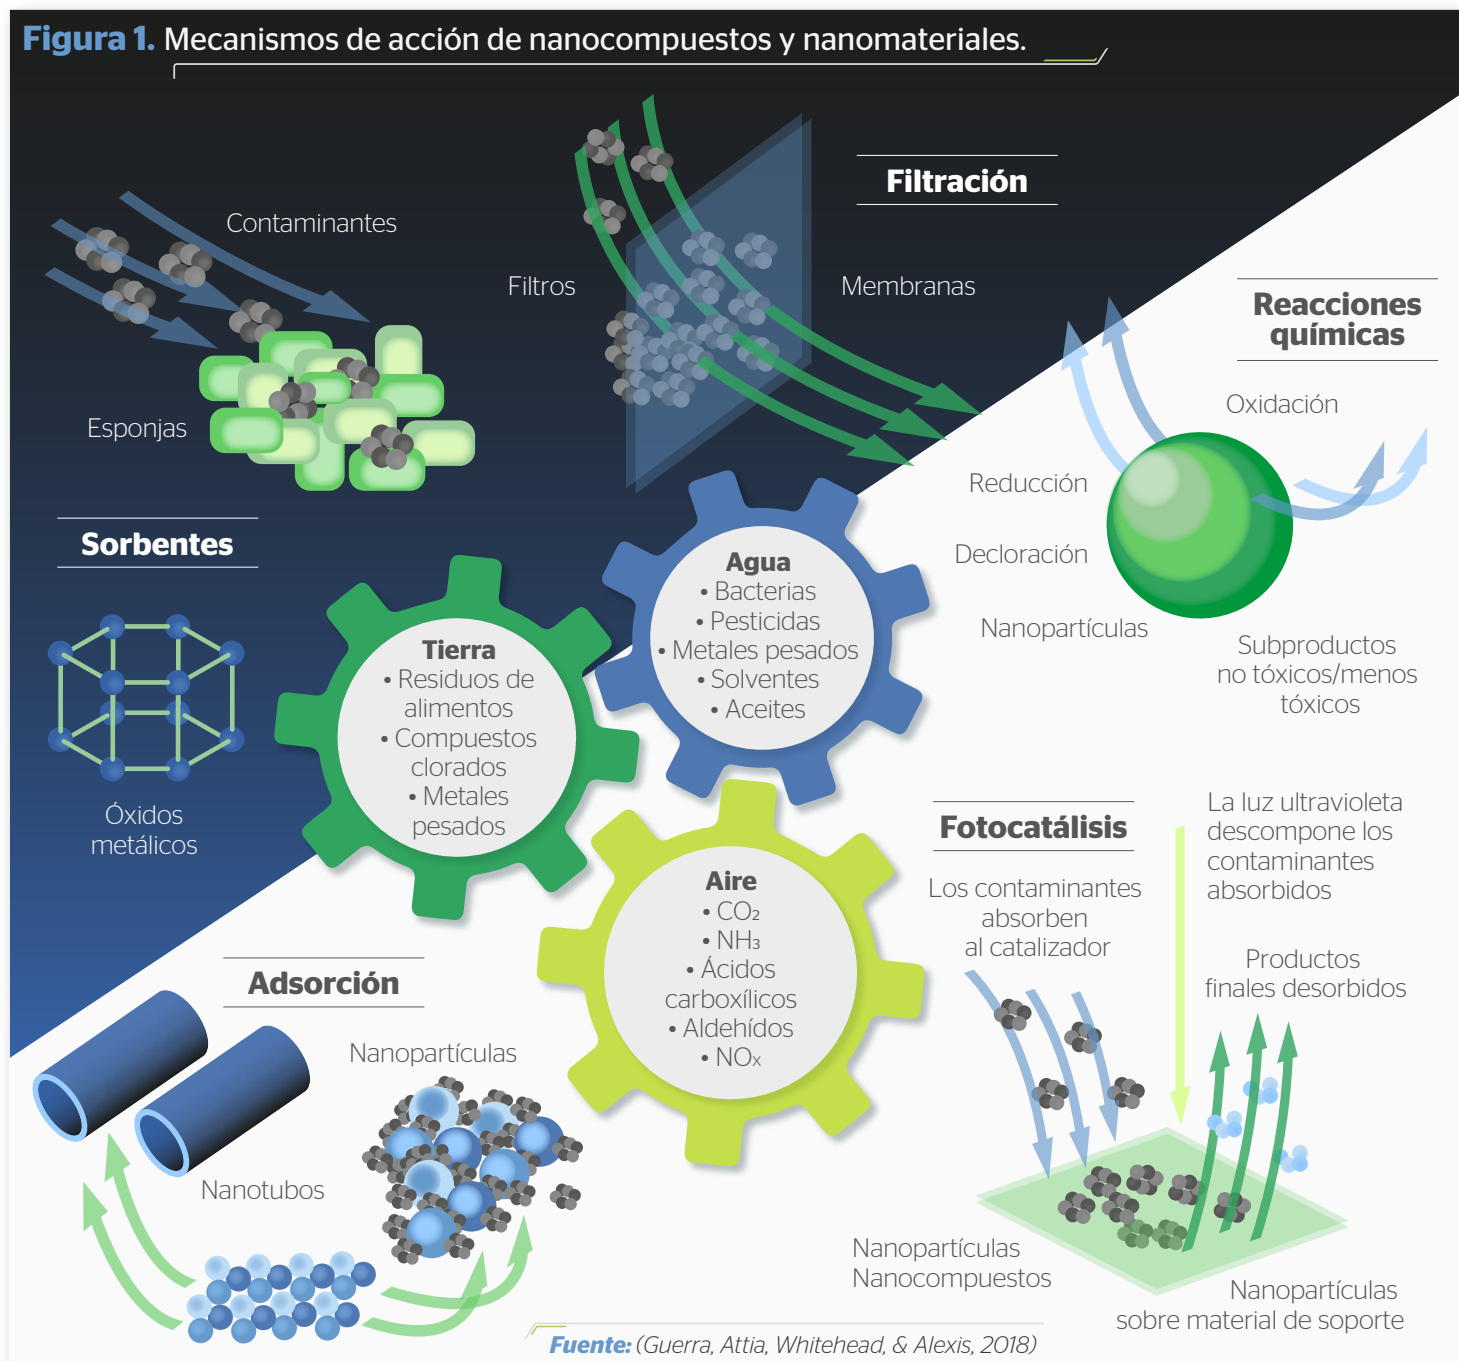 Figura 1. Mecanismos de acción de nanocompuestos y nanomateriales.
Contaminantes
Esponjas
Sorbentes
Óxidos
metálicos
Filtración
Filtros
Membranas
Reacciones
químicas
Oxidación
Reducción
Decloración
Nanopartículas
Subproductos
no tóxicos/menos
tóxicos
Agua
• Bacterias
• Pesticidas
• Metales pesados
• Solventes
• Aceites
Tierra
• Residuos de
alimentos
• Compuestos
clorados
• Metales
pesados
Aire
• CO₂
• NH₃
• Ácidos
carboxílicos
• Aldehídos
• NOₓ
Adsorción
Nanopartículas
Nanotubos
Fotocatálisis
Los contaminantes
absorben
al catalizador
La luz ultravioleta
descompone los
contaminantes
absorbidos
Productos
finales desorbidos
Nanopartículas
Nanocompuestos
Nanopartículas
sobre material de soporte
Fuente: (Guerra, Attia, Whitehead, & Alexis, 2018)